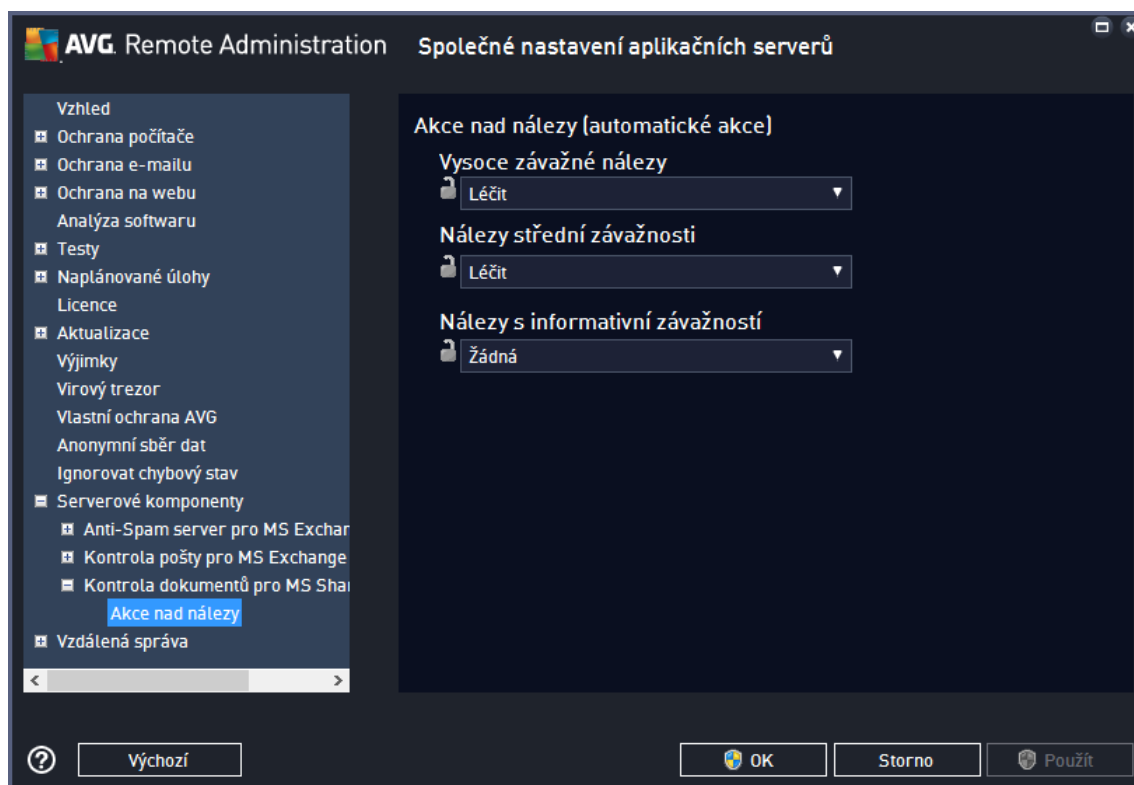 AVG. Remote Administration
Společné nastavení aplikačních serverů
Vzhled
Ochrana počítače
Ochrana e-mailu
Ochrana na webu
Analýza softwaru
Testy
Naplánované úlohy
Licence
Aktualizace
Výjimky
Virový trezor
Vlastní ochrana AVG
Anonymní sběr dat
Ignorovat chybový stav
Serverové komponenty
Anti-Spam server pro MS Exchar
Kontrola pošty pro MS Exchange
Kontrola dokumentů pro MS Shar
Akce nad nálezy
Vzdálená správa
Akce nad nálezy (automatické akce)
Vysoce závažné nálezy
Léčit
Nálezy střední závažnosti
Léčit
Nálezy s informativní závažností
Žádná
Výchozí
OK
Storno
Použít